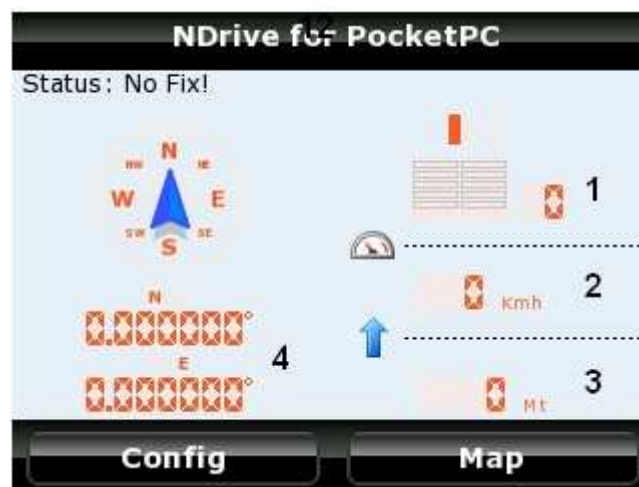 12
NDrive for PocketPC
Status: No Fix!
N
NW NE
W E
SW SE
S
0 1
0 Kmh 2
N
0.000000°
4
E
0.000000°
0 Mt 3
Config Map